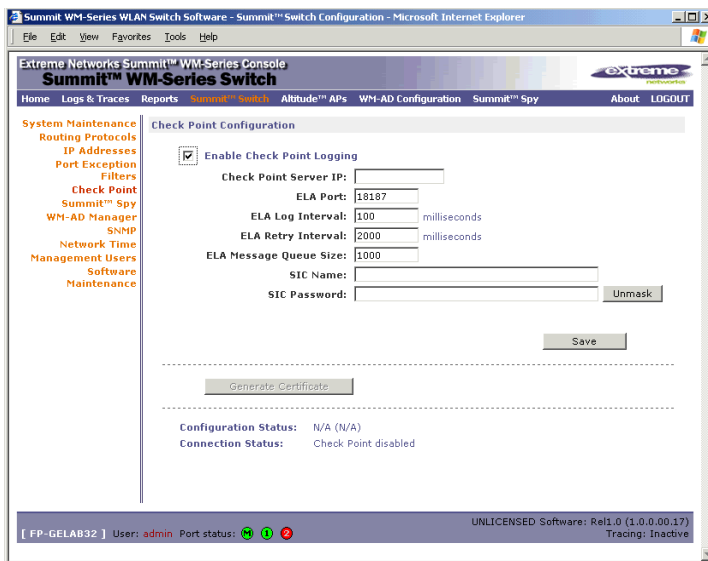 Summit WM-Series WLAN Switch Software - Summit™ Switch Configuration - Microsoft Internet Explorer
File Edit View Favorites Tools Help
Extreme Networks Summit™ WM-Series Console
Summit™ WM-Series Switch
extreme
networks
Home Logs & Traces Reports Summit™ Switch Altitude™ APs WM-AD Configuration Summit™ Spy About LOGOUT
System Maintenance
Routing Protocols
IP Addresses
Port Exception
Filters
Check Point
Summit™ Spy
WM-AD Manager
SNMP
Network Time
Management Users
Software
Maintenance
Check Point Configuration
Enable Check Point Logging
Check Point Server IP:
ELA Port: 18187
ELA Log Interval: 100 milliseconds
ELA Retry Interval: 2000 milliseconds
ELA Message Queue Size: 1000
SIC Name:
SIC Password: Unmask
Save
Generate Certificate
Configuration Status: N/A (N/A)
Connection Status: Check Point disabled
UNLICENSED Software: Rel1.0 (1.0.0.00.17)
[ FP-GELAB32 ] User: admin Port status: M 1 2 Tracing: Inactive